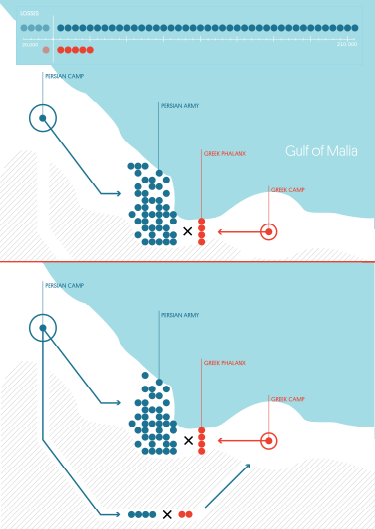 LOSSES
20,000
210,000
PERSIAN CAMP
PERSIAN ARMY
GREEK PHALANX
Gulf of Malia
GREEK CAMP
PERSIAN CAMP
PERSIAN ARMY
GREEK PHALANX
GREEK CAMP